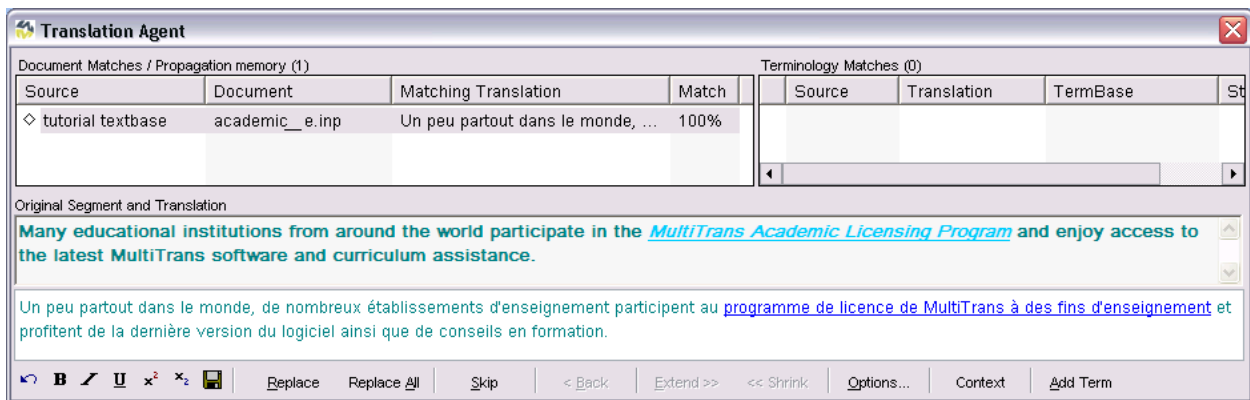 Translation Agent
Document Matches / Propagation memory (1)
Terminology Matches (0)
Source Document Matching Translation Match
Source Translation TermBase St
tutorial textbase academic__e.inp Un peu partout dans le monde, ... 100%
Original Segment and Translation
Many educational institutions from around the world participate in the MultiTrans Academic Licensing Program and enjoy access to
the latest MultiTrans software and curriculum assistance.
Un peu partout dans le monde, de nombreux établissements d'enseignement participent au programme de licence de MultiTrans à des fins d'enseignement et
profitent de la dernière version du logiciel ainsi que de conseils en formation.
B I U x² x₂ Replace Replace All Skip < Back Extend >> << Shrink Options... Context Add Term